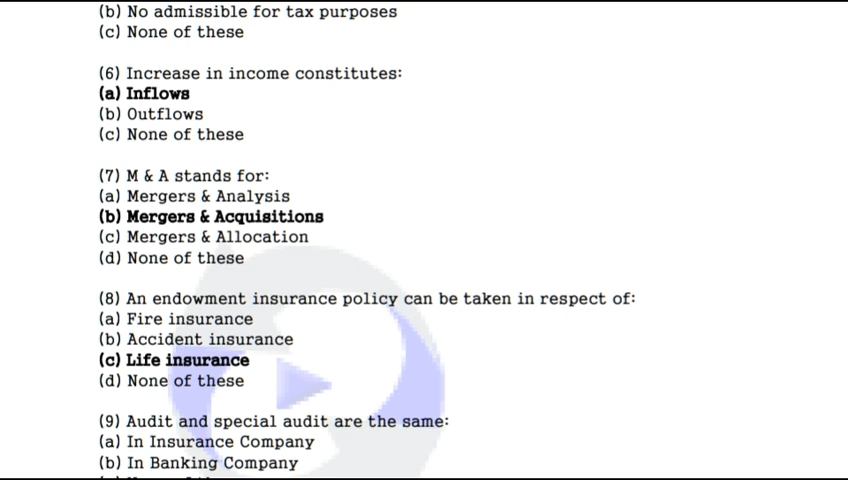 (b) No admissible for tax purposes
(c) None of these
(6) Increase in income constitutes:
(a) Inflows
(b) Outflows
(c) None of these
(7) M & A stands for:
(a) Mergers & Analysis
(b) Mergers & Acquisitions
(c) Mergers & Allocation
(d) None of these
(8) An endowment insurance policy can be taken in respect of:
(a) Fire insurance
(b) Accident insurance
(c) Life insurance
(d) None of these
(9) Audit and special audit are the same:
(a) In Insurance Company
(b) In Banking Company